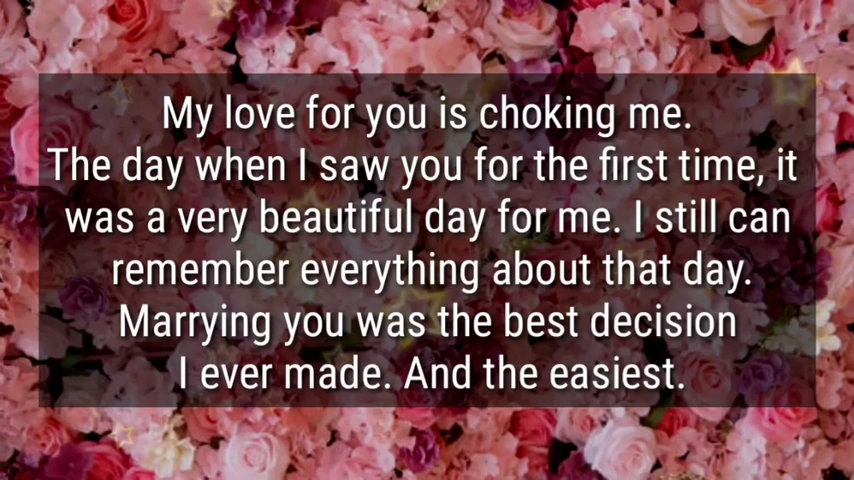 My love for you is choking me.
The day when I saw you for the first time, it
was a very beautiful day for me. I still can
remember everything about that day.
Marrying you was the best decision
I ever made. And the easiest.